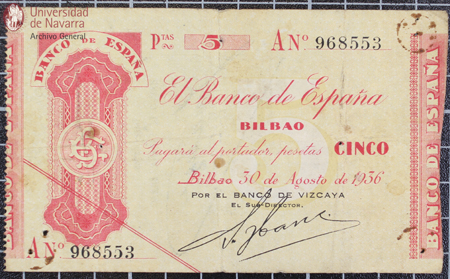 Universidad
de Navarra
Archivo General
BANCO DE ESPAÑA
PTAS 5 A Nº 968553
El Banco de España
BILBAO
Pagará al portador, pesetas CINCO
Bilbao 30 de Agosto de 1936
POR EL BANCO DE VIZCAYA
EL SUB-DIRECTOR.
A Nº 968553
BANCO DE ESPAÑA